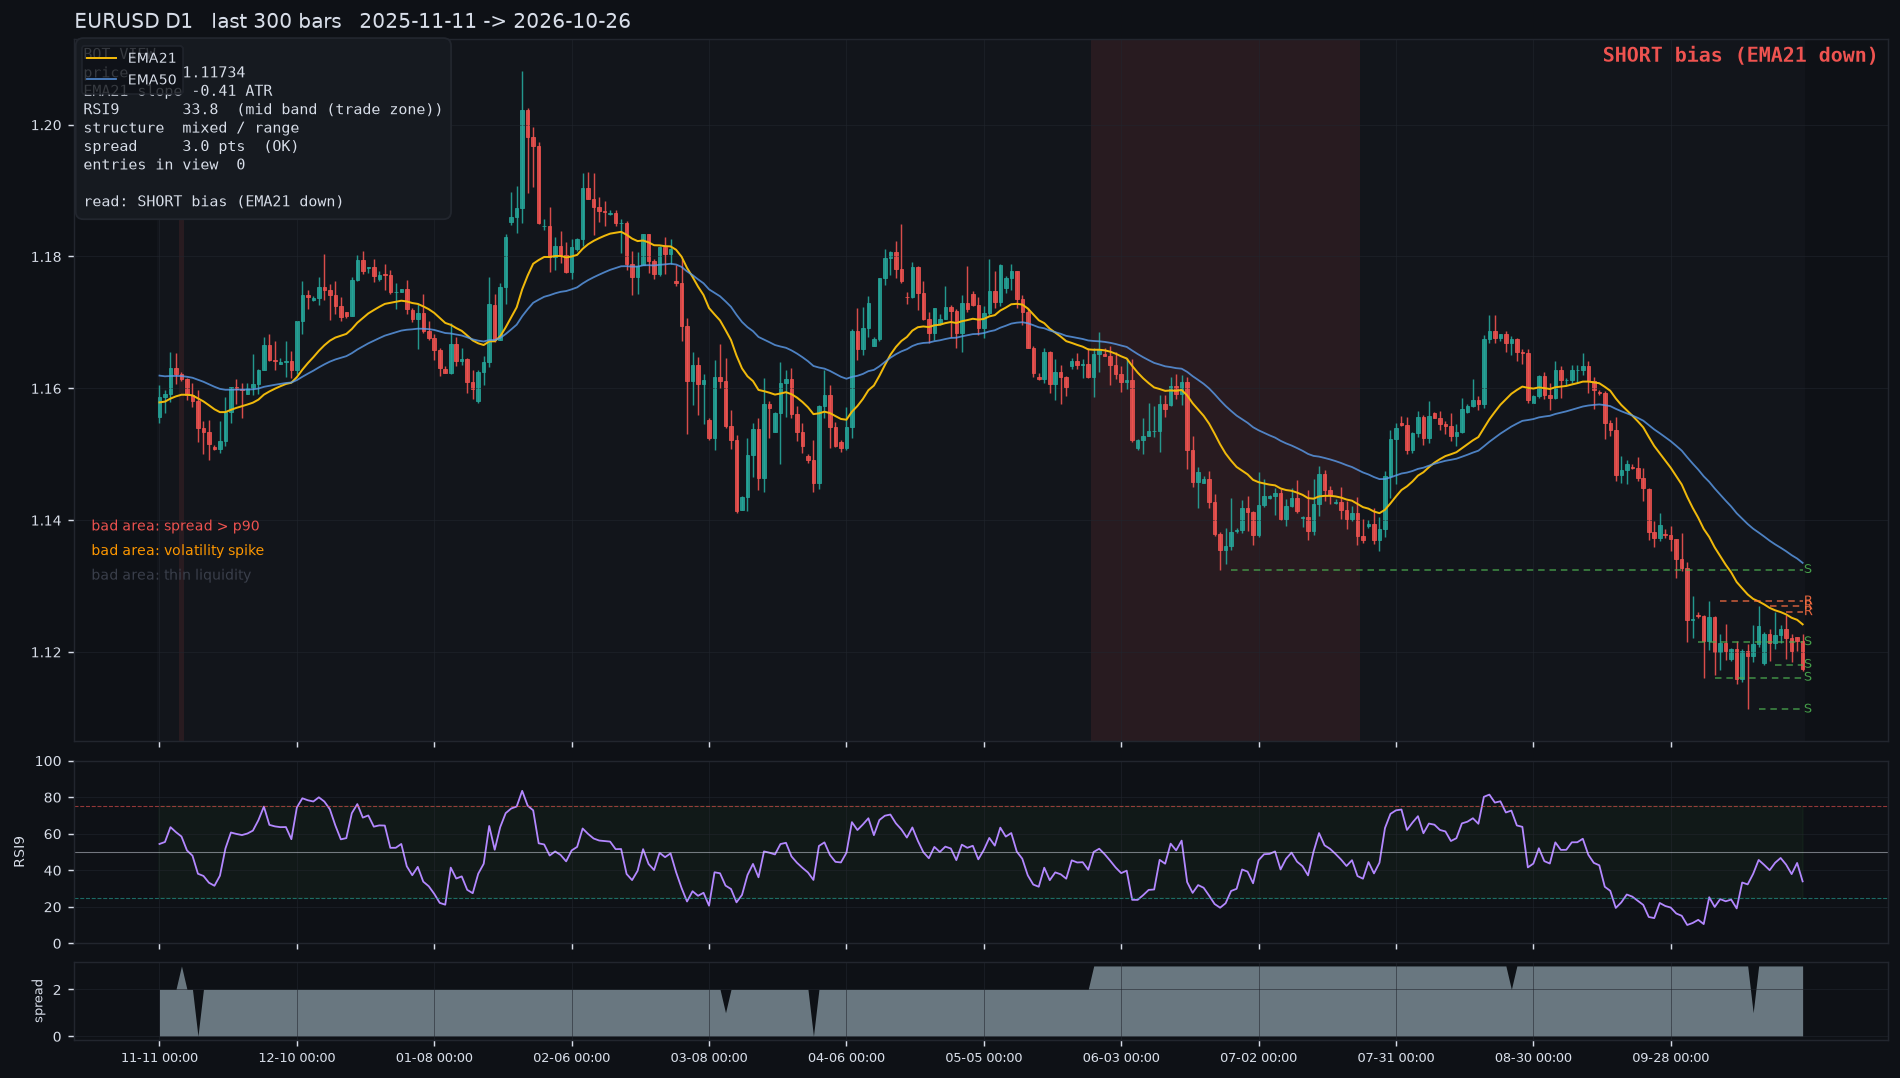 EURUSD D1   last 300 bars   2025-11-11 -> 2026-10-26
SHORT bias (EMA21 down)
BOT VIEW
EMA21
price 1.11734
EMA50
EMA21 slope -0.41 ATR
RSI9 33.8 (mid band (trade zone))
structure mixed / range
spread 3.0 pts (OK)
entries in view 0
read: SHORT bias (EMA21 down)
1.20
1.18
1.16
1.14
1.12
bad area: spread > p90
bad area: volatility spike
bad area: thin liquidity
S
R
R
R
S
S
S
S
100
80
60
40
20
0
RSI9
2
0
spread
11-11 00:00
12-10 00:00
01-08 00:00
02-06 00:00
03-08 00:00
04-06 00:00
05-05 00:00
06-03 00:00
07-02 00:00
07-31 00:00
08-30 00:00
09-28 00:00